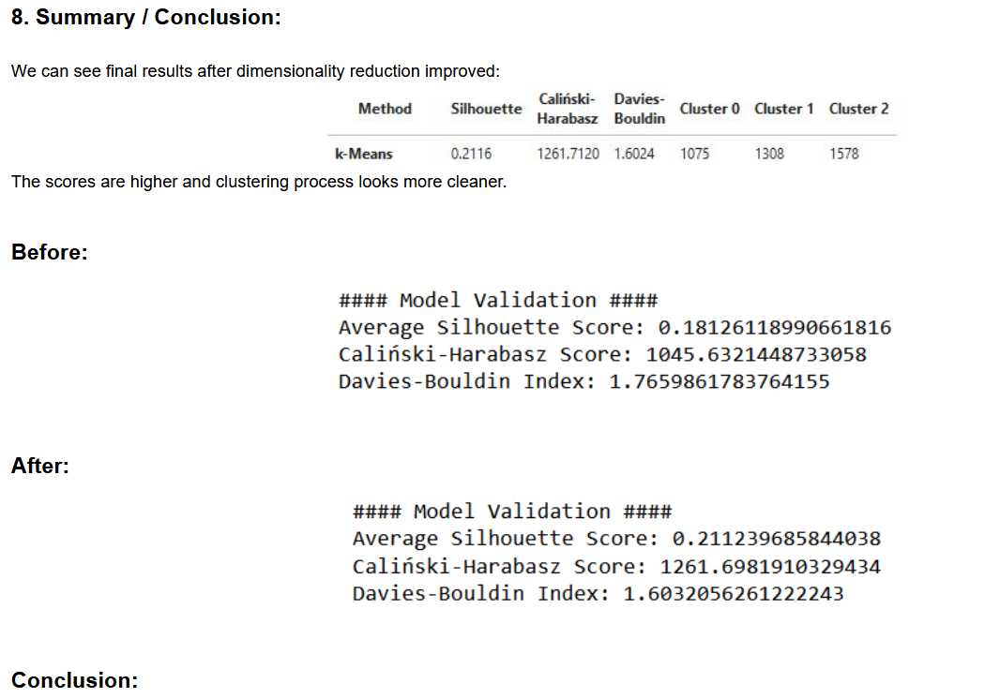 8. Summary / Conclusion:
We can see final results after dimensionality reduction improved:
Method Silhouette Caliński-Harabasz Davies-Bouldin Cluster 0 Cluster 1 Cluster 2
k-Means 0.2116 1261.7120 1.6024 1075 1308 1578
The scores are higher and clustering process looks more cleaner.
Before:
#### Model Validation ####
Average Silhouette Score: 0.18126118990661816
Caliński-Harabasz Score: 1045.6321448733058
Davies-Bouldin Index: 1.7659861783764155
After:
#### Model Validation ####
Average Silhouette Score: 0.211239685844038
Caliński-Harabasz Score: 1261.6981910329434
Davies-Bouldin Index: 1.6032056261222243
Conclusion: